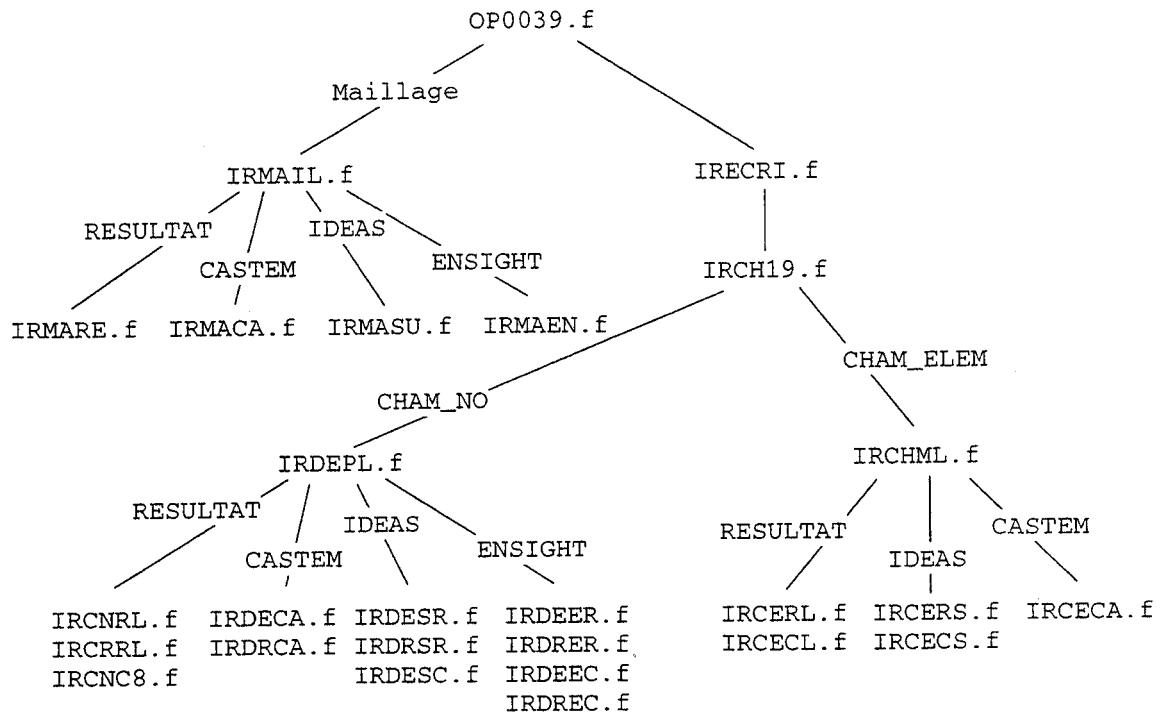 OP0039.f
Maillage
IRMAIL.f
IRECRI.f
RESULTAT
IDEAS
CASTEM
ENSIGHT
IRCH19.f
IRMARE.f IRMACA.f IRMASU.f IRMAEN.f
CHAM_ELEM
CHAM_NO
IRDEPL.f
IRCHML.f
RESULTAT
IDEAS
CASTEM
ENSIGHT
RESULTAT
IDEAS
CASTEM
IRCNRL.f IRDECA.f IRDESR.f IRDEER.f IRCERL.f IRCERS.f IRCECA.f
IRCRRL.f IRDRCA.f IRDRSR.f IRDRER.f IRCECL.f IRCECS.f
IRCNC8.f IRDESC.f IRDEEC.f
IRDREC.f